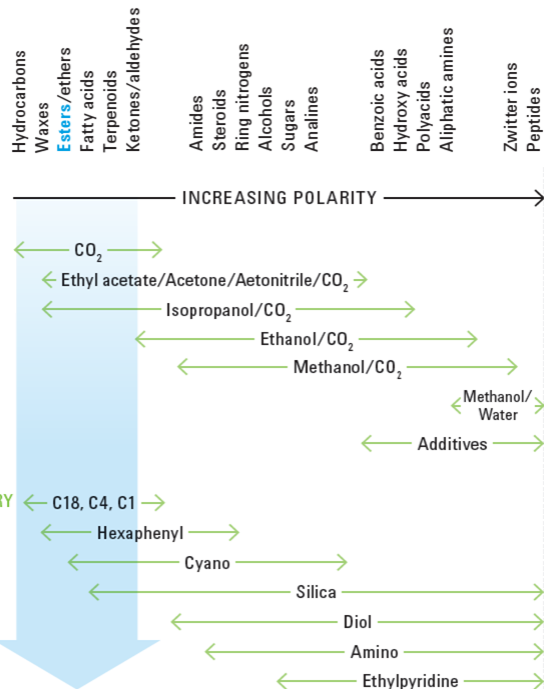 Hydrocarbons
Waxes
Esters/ethers
Fatty acids
Terpenoids
Ketones/aldehydes
Amides
Steroids
Ring nitrogens
Alcohols
Sugars
Analines
Benzoic acids
Hydroxy acids
Polyacids
Aliphatic amines
Zwitter ions
Peptides
INCREASING POLARITY
CO₂
Ethyl acetate/Acetone/Aetonitrile/CO₂
Isopropanol/CO₂
Ethanol/CO₂
Methanol/CO₂
Methanol/
Water
Additives
RY
C18, C4, C1
Hexaphenyl
Cyano
Silica
Diol
Amino
Ethylpyridine